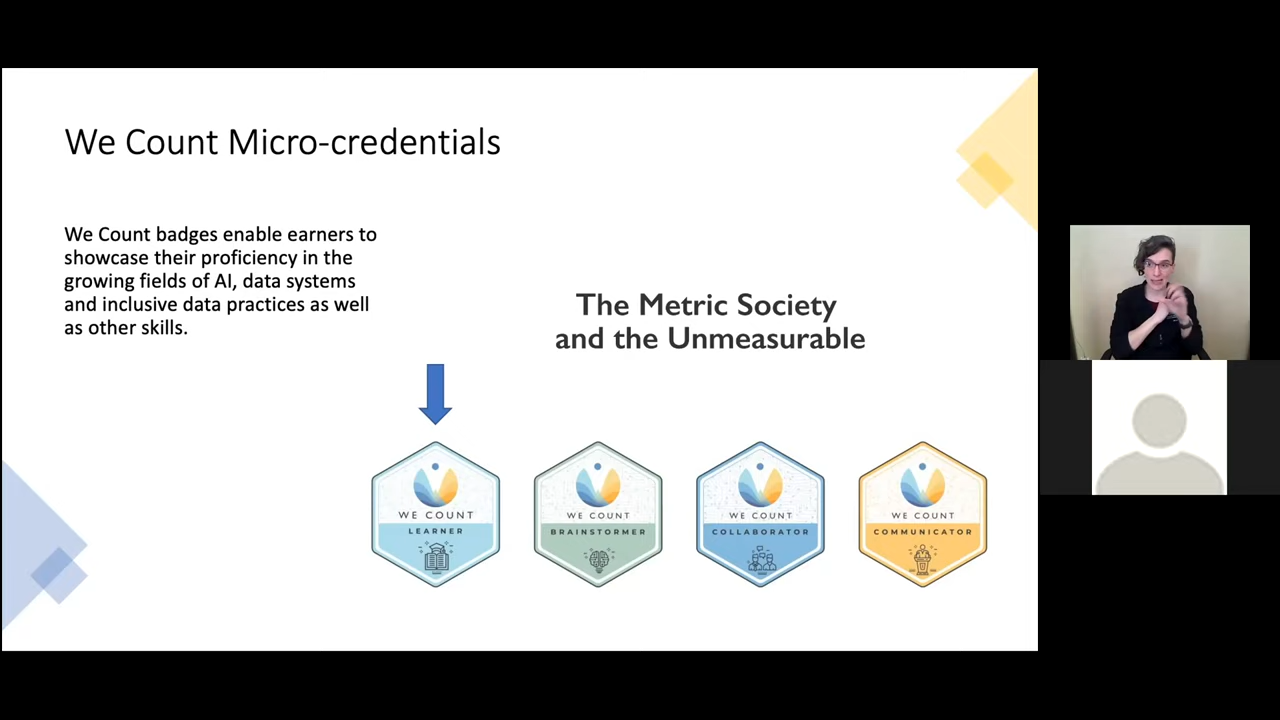 We Count Micro-credentials
We Count badges enable earners to
showcase their proficiency in the
growing fields of AI, data systems
and inclusive data practices as well
as other skills.
The Metric Society
and the Unmeasurable
WE COUNT
LEARNER
WE COUNT
BRAINSTORMER
WE COUNT
COLLABORATOR
WE COUNT
COMMUNICATOR